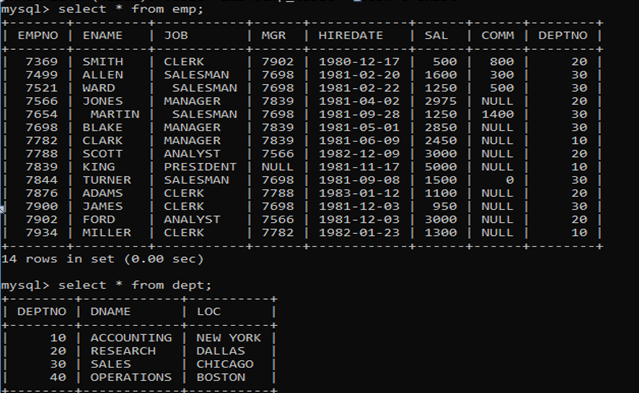 mysql> select * from emp;
+-------+--------+-----------+------+------------+------+------+--------+
| EMPNO | ENAME | JOB | MGR | HIREDATE | SAL | COMM | DEPTNO |
+-------+--------+-----------+------+------------+------+------+--------+
| 7369 | SMITH | CLERK | 7902 | 1980-12-17 | 500 | 800 | 20 |
| 7499 | ALLEN | SALESMAN | 7698 | 1981-02-20 | 1600 | 300 | 30 |
| 7521 | WARD | SALESMAN | 7698 | 1981-02-22 | 1250 | 500 | 30 |
| 7566 | JONES | MANAGER | 7839 | 1981-04-02 | 2975 | NULL | 20 |
| 7654 | MARTIN | SALESMAN | 7698 | 1981-09-28 | 1250 | 1400 | 30 |
| 7698 | BLAKE | MANAGER | 7839 | 1981-05-01 | 2850 | NULL | 30 |
| 7782 | CLARK | MANAGER | 7839 | 1981-06-09 | 2450 | NULL | 10 |
| 7788 | SCOTT | ANALYST | 7566 | 1982-12-09 | 3000 | NULL | 20 |
| 7839 | KING | PRESIDENT | NULL | 1981-11-17 | 5000 | NULL | 10 |
| 7844 | TURNER | SALESMAN | 7698 | 1981-09-08 | 1500 | 0 | 30 |
| 7876 | ADAMS | CLERK | 7788 | 1983-01-12 | 1100 | NULL | 20 |
| 7900 | JAMES | CLERK | 7698 | 1981-12-03 | 950 | NULL | 30 |
| 7902 | FORD | ANALYST | 7566 | 1981-12-03 | 3000 | NULL | 20 |
| 7934 | MILLER | CLERK | 7782 | 1982-01-23 | 1300 | NULL | 10 |
+-------+--------+-----------+------+------------+------+------+--------+
14 rows in set (0.00 sec)
mysql> select * from dept;
+--------+------------+----------+
| DEPTNO | DNAME | LOC |
+--------+------------+----------+
| 10 | ACCOUNTING | NEW YORK |
| 20 | RESEARCH | DALLAS |
| 30 | SALES | CHICAGO |
| 40 | OPERATIONS | BOSTON |
+--------+------------+----------+